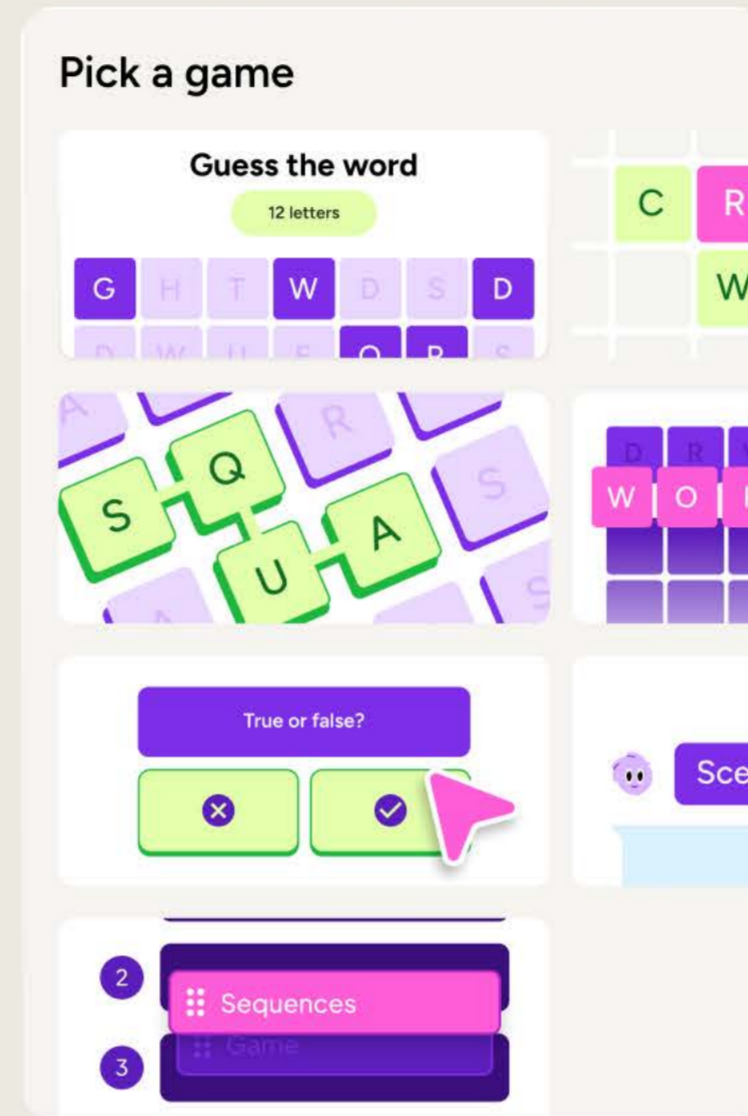 Pick a game
Guess the word
12 letters
G H T W D S D
D W U F O R S
C R
W
A R S
S Q U A
A S
D R
W O
True or false?
Sce
2 Sequences
3 Game